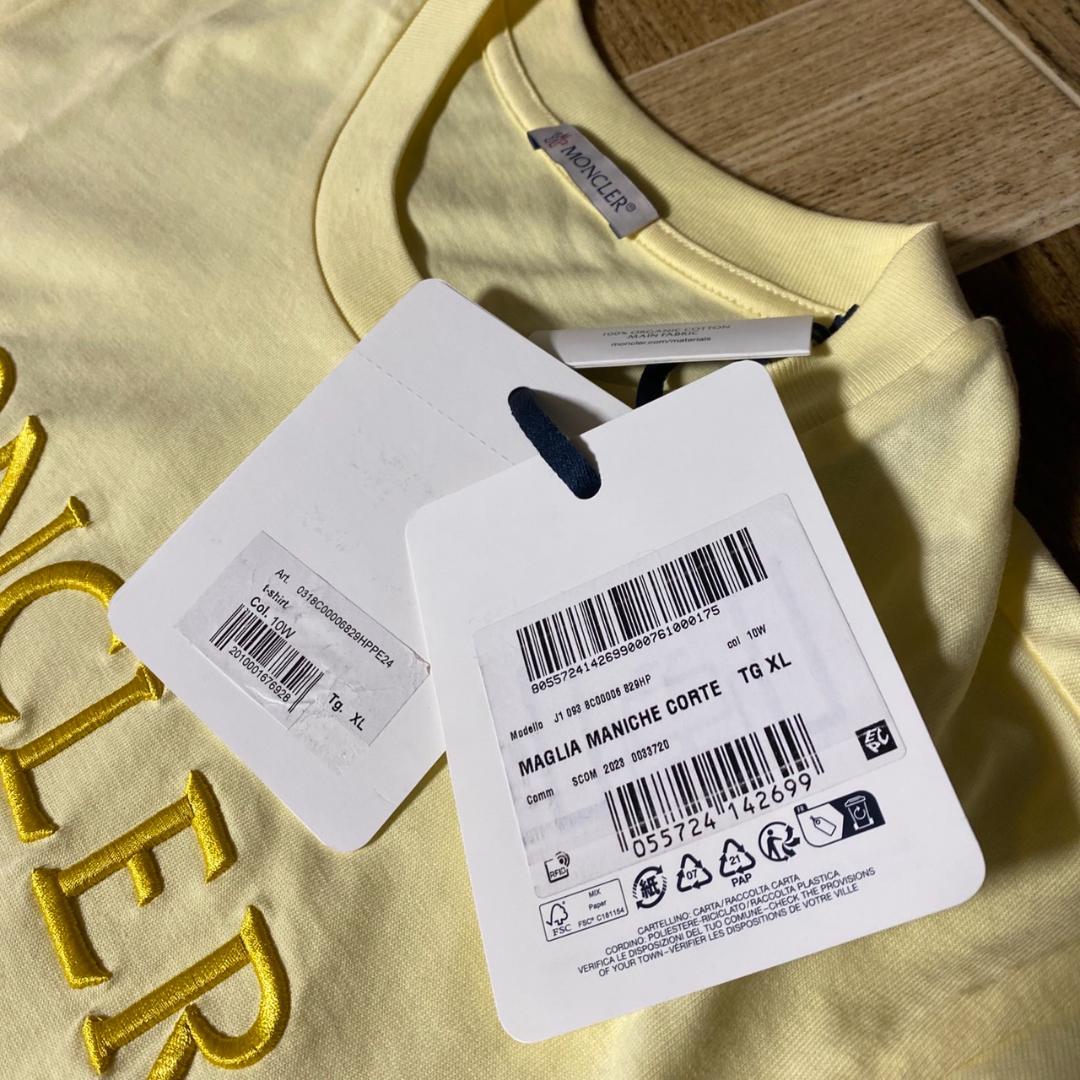 MONCLER®
100% ORGANIC COTTON
MAIN FABRIC
moncler.com/materials
NCLER
Art. 0318C00006829HPPE24
t-shirt
Col. 10W
2010001676928
Tg. XL
8055724142699000761000175
Modello J1 093 8C00006 829HP col 10W
MAGLIA MANICHE CORTE TG XL
Comm SCOM 2023 0033720
055724 142699
RFID
FSC
MIX
Paper
FSC® C181154
紙
07
21
PAP
FR
CARTELLINO: CARTA/RACCOLTA CARTA
CORDINO: POLIESTERE-RICICLATO/RACCOLTA PLASTICA
VERIFICA LE DISPOSIZIONI DEL TUO COMUNE-CHECK THE PROVISIONS
OF YOUR TOWN-VÉRIFIER LES DISPOSITIONS DE VOTRE VILLE